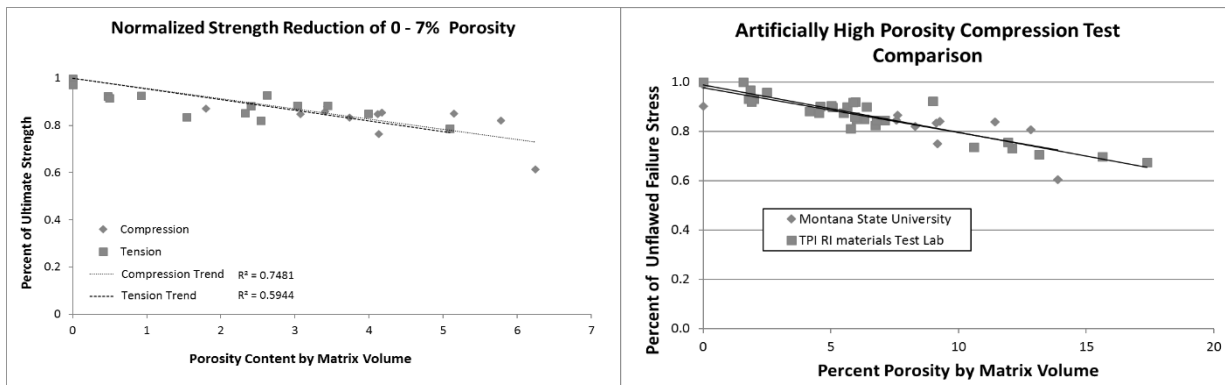 Normalized Strength Reduction of 0 - 7% Porosity
Percent of Ultimate Strength
1
0.8
0.6
0.4
0.2
0
Compression
Tension
Compression Trend R² = 0.7481
Tension Trend R² = 0.5944
0 1 2 3 4 5 6 7
Porosity Content by Matrix Volume
Artificially High Porosity Compression Test
Comparison
Percent of Unflawed Failure Stress
1.0
0.8
0.6
0.4
0.2
0.0
Montana State University
TPI RI materials Test Lab
0 5 10 15 20
Percent Porosity by Matrix Volume